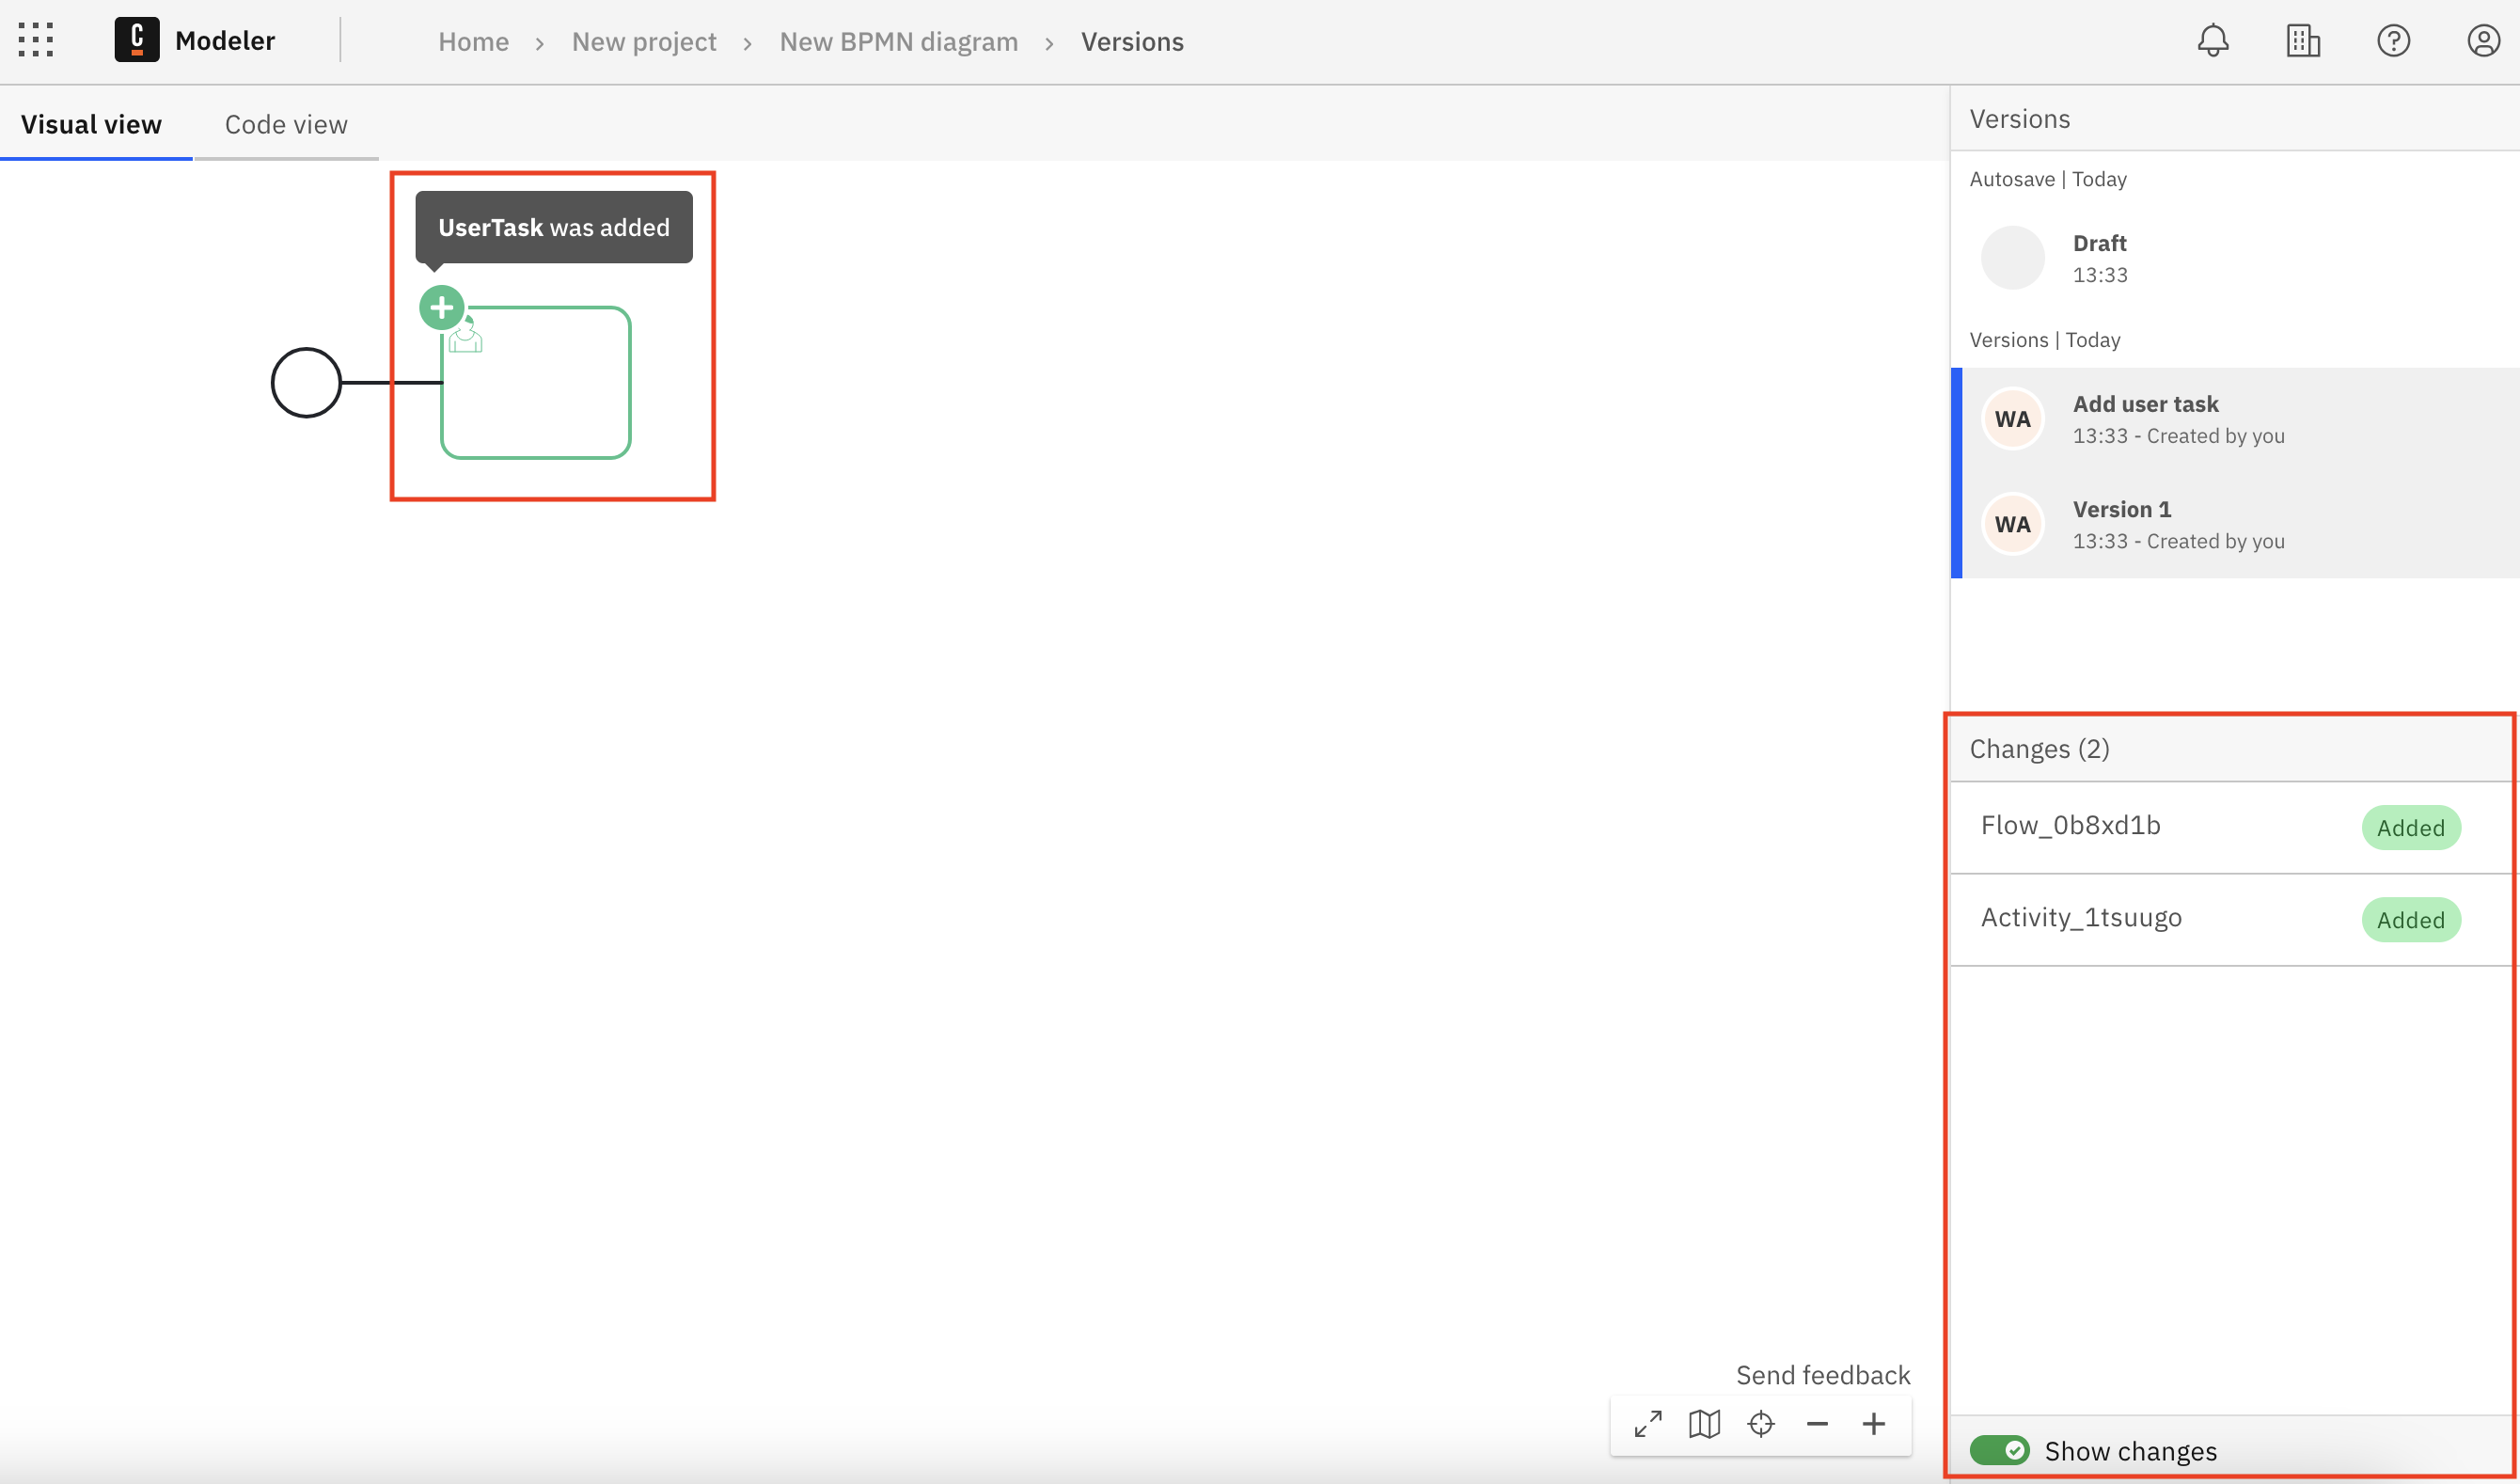 C Modeler Home › New project › New BPMN diagram › Versions
Visual view Code view
UserTask was added
Versions
Autosave | Today
Draft
13:33
Versions | Today
WA Add user task
13:33 - Created by you
WA Version 1
13:33 - Created by you
Changes (2)
Flow_0b8xd1b Added
Activity_1tsuugo Added
Send feedback
Show changes